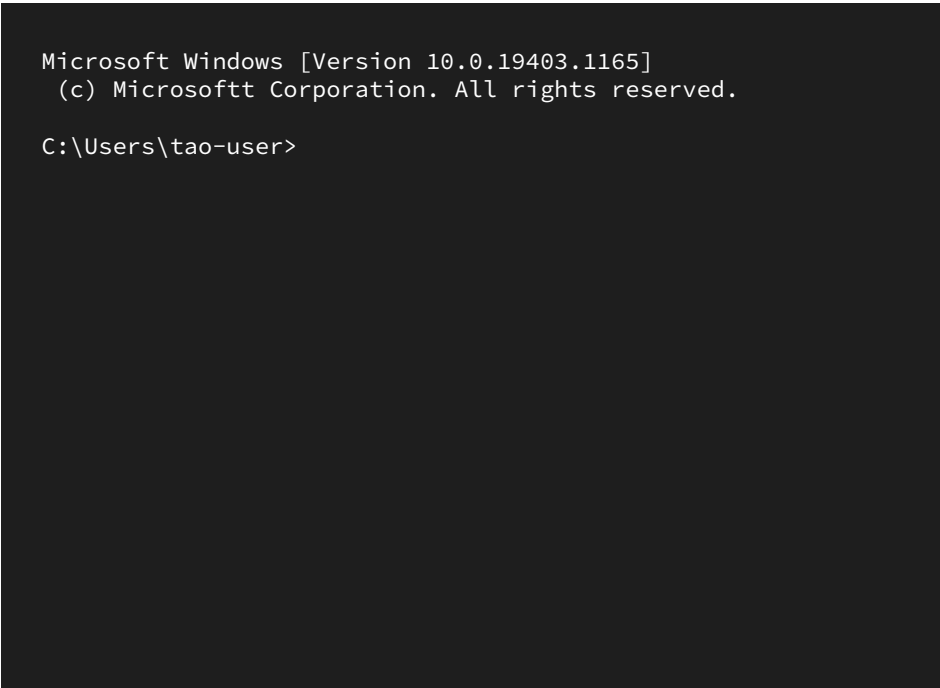 Microsoft Windows [Version 10.0.19403.1165]
(c) Microsoftt Corporation. All rights reserved.
C:\Users\tao-user>